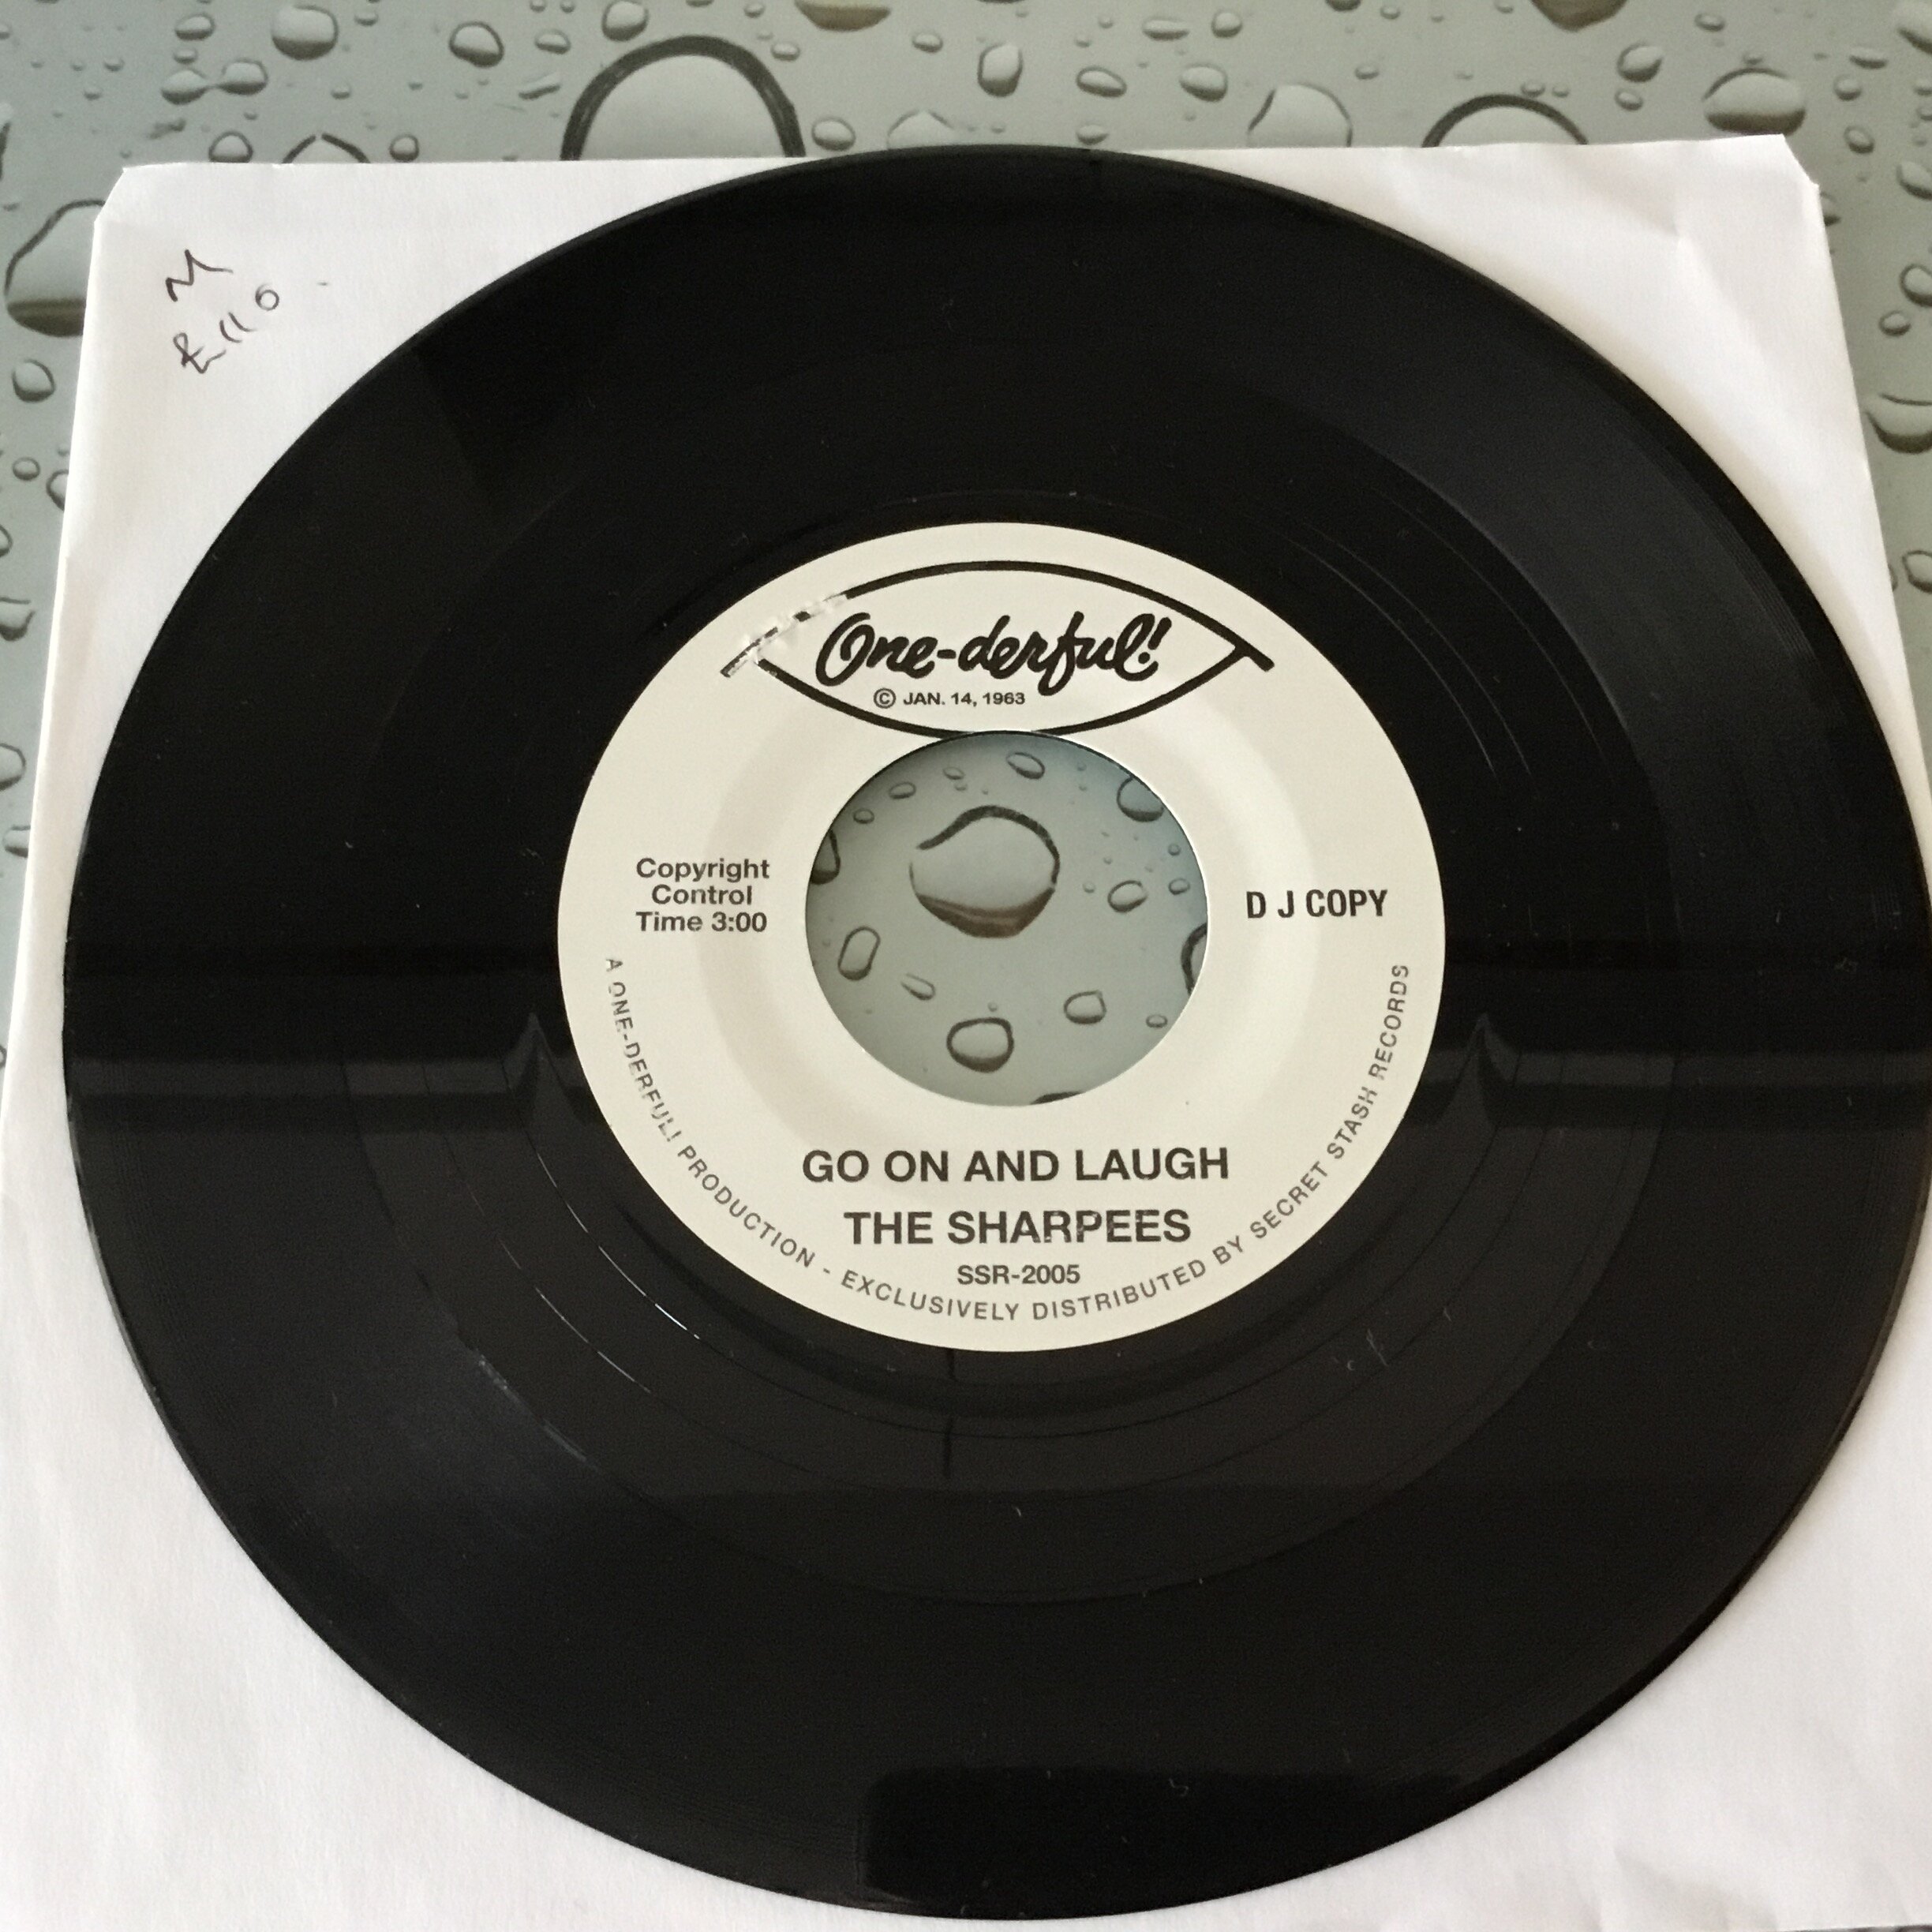 M
£110
One-derful!
© JAN. 14, 1963
Copyright
Control
Time 3:00
D J COPY
GO ON AND LAUGH
THE SHARPEES
SSR-2005
A ONE-DERFUL! PRODUCTION - EXCLUSIVELY DISTRIBUTED BY SECRET STASH RECORDS